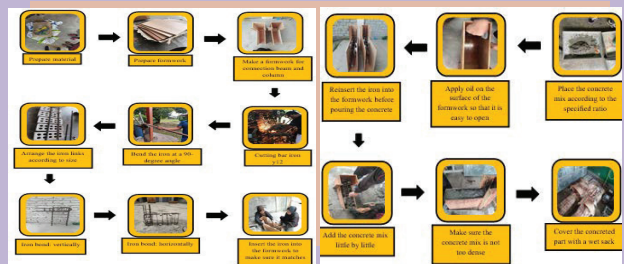 Prepare material
Prepare formwork
Make a formwork for
connection beam and
column
Cutting bar iron
y12
Bend the iron at a 90-
degree angle
Arrange the iron links
according to size
Iron bond: vertically
Iron bond: horizontally
Insert the iron into
the formwork to
make sure it matches
Place the concrete
mix according to the
specified ratio
Apply oil on the
surface of the
formwork so that it is
easy to open
Reinsert the iron into
the formwork before
pouring the concrete
Add the concrete mix
little by little
Make sure the
concrete mix is not
too dense
Cover the concreted
part with a wet sack